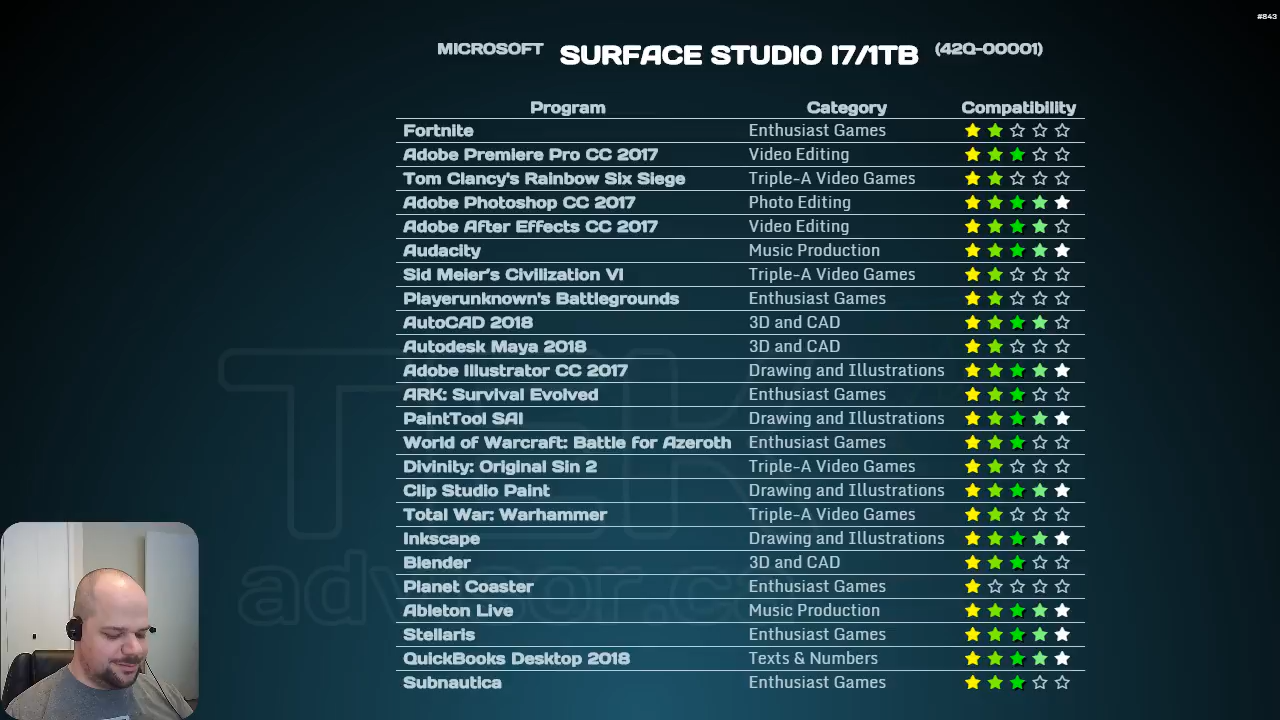 #843
MICROSOFT SURFACE STUDIO I7/1TB (42Q-00001)
Program Category Compatibility
Fortnite Enthusiast Games
Adobe Premiere Pro CC 2017 Video Editing
Tom Clancy's Rainbow Six Siege Triple-A Video Games
Adobe Photoshop CC 2017 Photo Editing
Adobe After Effects CC 2017 Video Editing
Audacity Music Production
Sid Meier's Civilization VI Triple-A Video Games
Playerunknown's Battlegrounds Enthusiast Games
AutoCAD 2018 3D and CAD
Autodesk Maya 2018 3D and CAD
Adobe Illustrator CC 2017 Drawing and Illustrations
ARK: Survival Evolved Enthusiast Games
PaintTool SAI Drawing and Illustrations
World of Warcraft: Battle for Azeroth Enthusiast Games
Divinity: Original Sin 2 Triple-A Video Games
Clip Studio Paint Drawing and Illustrations
Total War: Warhammer Triple-A Video Games
Inkscape Drawing and Illustrations
Blender 3D and CAD
Planet Coaster Enthusiast Games
Ableton Live Music Production
Stellaris Enthusiast Games
QuickBooks Desktop 2018 Texts & Numbers
Subnautica Enthusiast Games